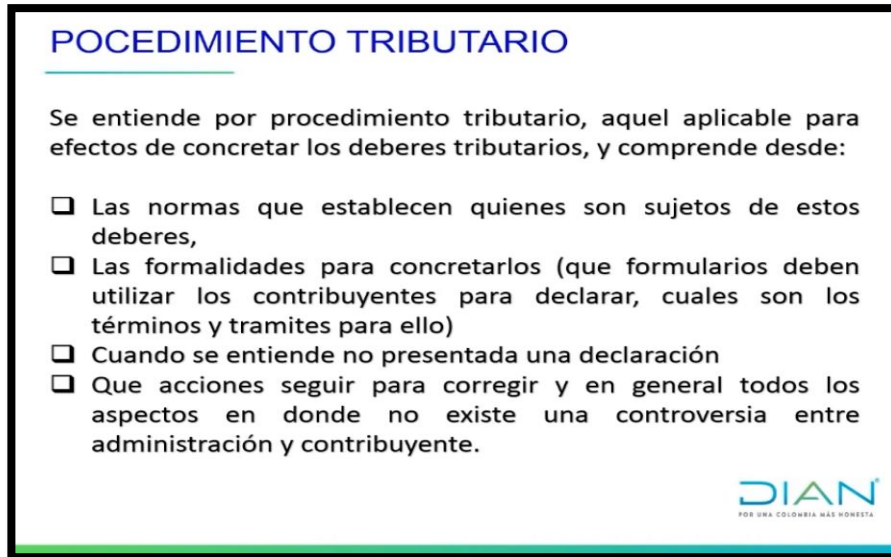 POCEDIMIENTO TRIBUTARIO
Se entiende por procedimiento tributario, aquel aplicable para
efectos de concretar los deberes tributarios, y comprende desde:
❑ Las normas que establecen quienes son sujetos de estos
deberes,
❑ Las formalidades para concretarlos (que formularios deben
utilizar los contribuyentes para declarar, cuales son los
términos y tramites para ello)
❑ Cuando se entiende no presentada una declaración
❑ Que acciones seguir para corregir y en general todos los
aspectos en donde no existe una controversia entre
administración y contribuyente.
DIAN
POR UNA COLOMBIA MÁS HONESTA